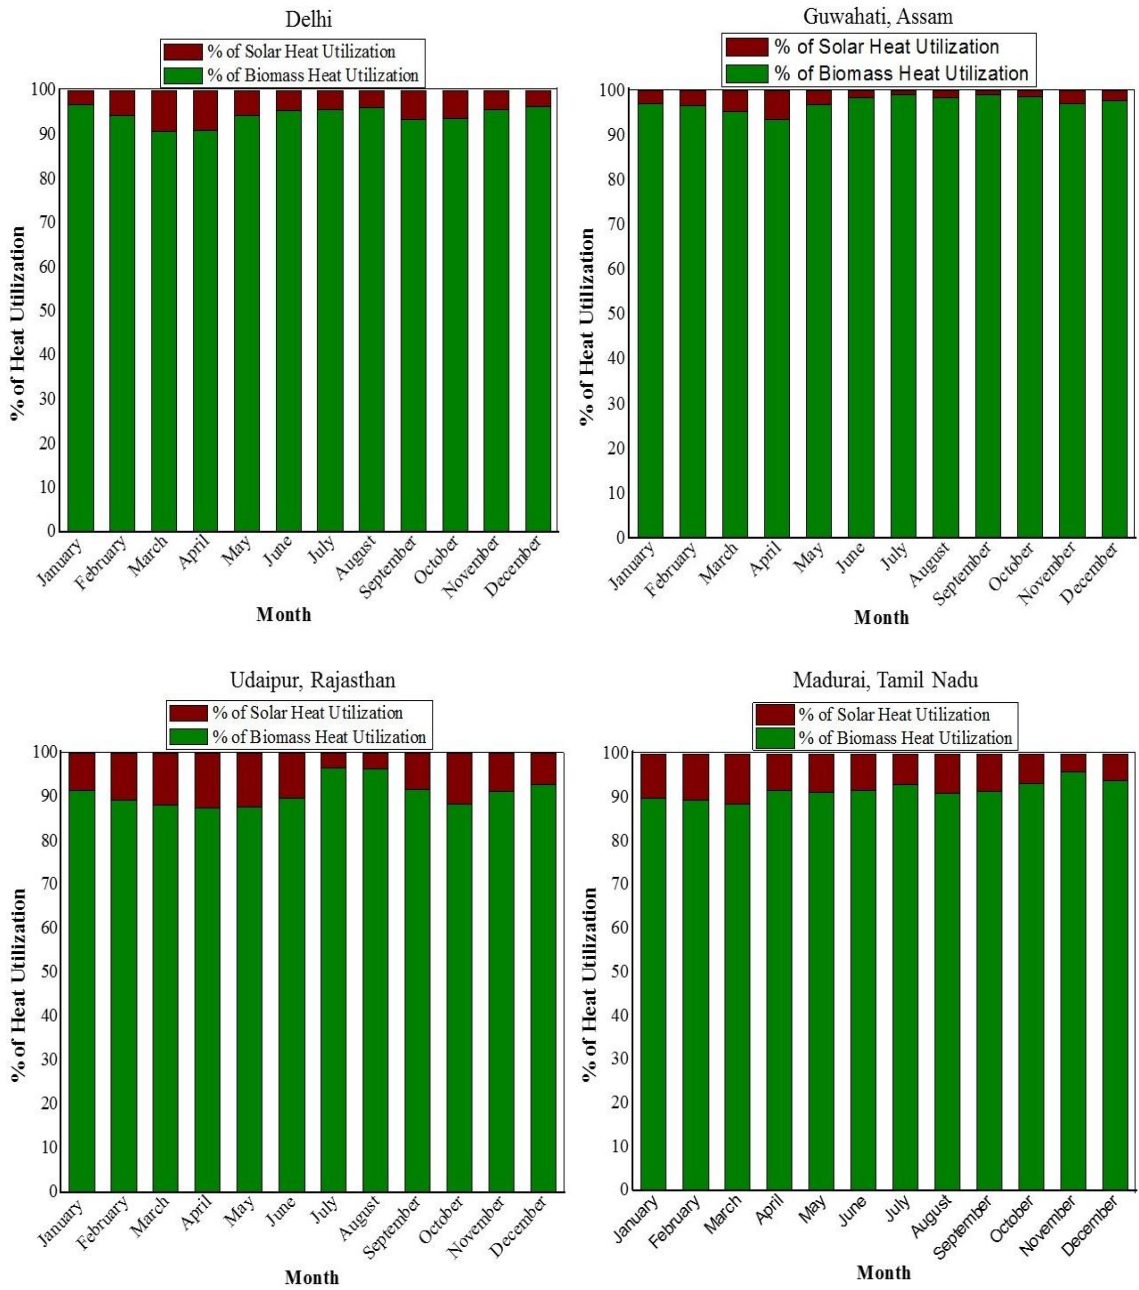 Delhi
% of Solar Heat Utilization
% of Biomass Heat Utilization
100
90
80
70
60
50
40
30
20
10
0
% of Heat Utilization
January
February
March
April
May
June
July
August
September
October
November
December
Month
Guwahati, Assam
% of Solar Heat Utilization
% of Biomass Heat Utilization
100
90
80
70
60
50
40
30
20
10
0
% of Heat Utilization
January
February
March
April
May
June
July
August
September
October
November
December
Month
Udaipur, Rajasthan
% of Solar Heat Utilization
% of Biomass Heat Utilization
100
90
80
70
60
50
40
30
20
10
0
% of Heat Utilization
January
February
March
April
May
June
July
August
September
October
November
December
Month
Madurai, Tamil Nadu
% of Solar Heat Utilization
% of Biomass Heat Utilization
100
90
80
70
60
50
40
30
20
10
0
% of Heat Utilization
January
February
March
April
May
June
July
August
September
October
November
December
Month